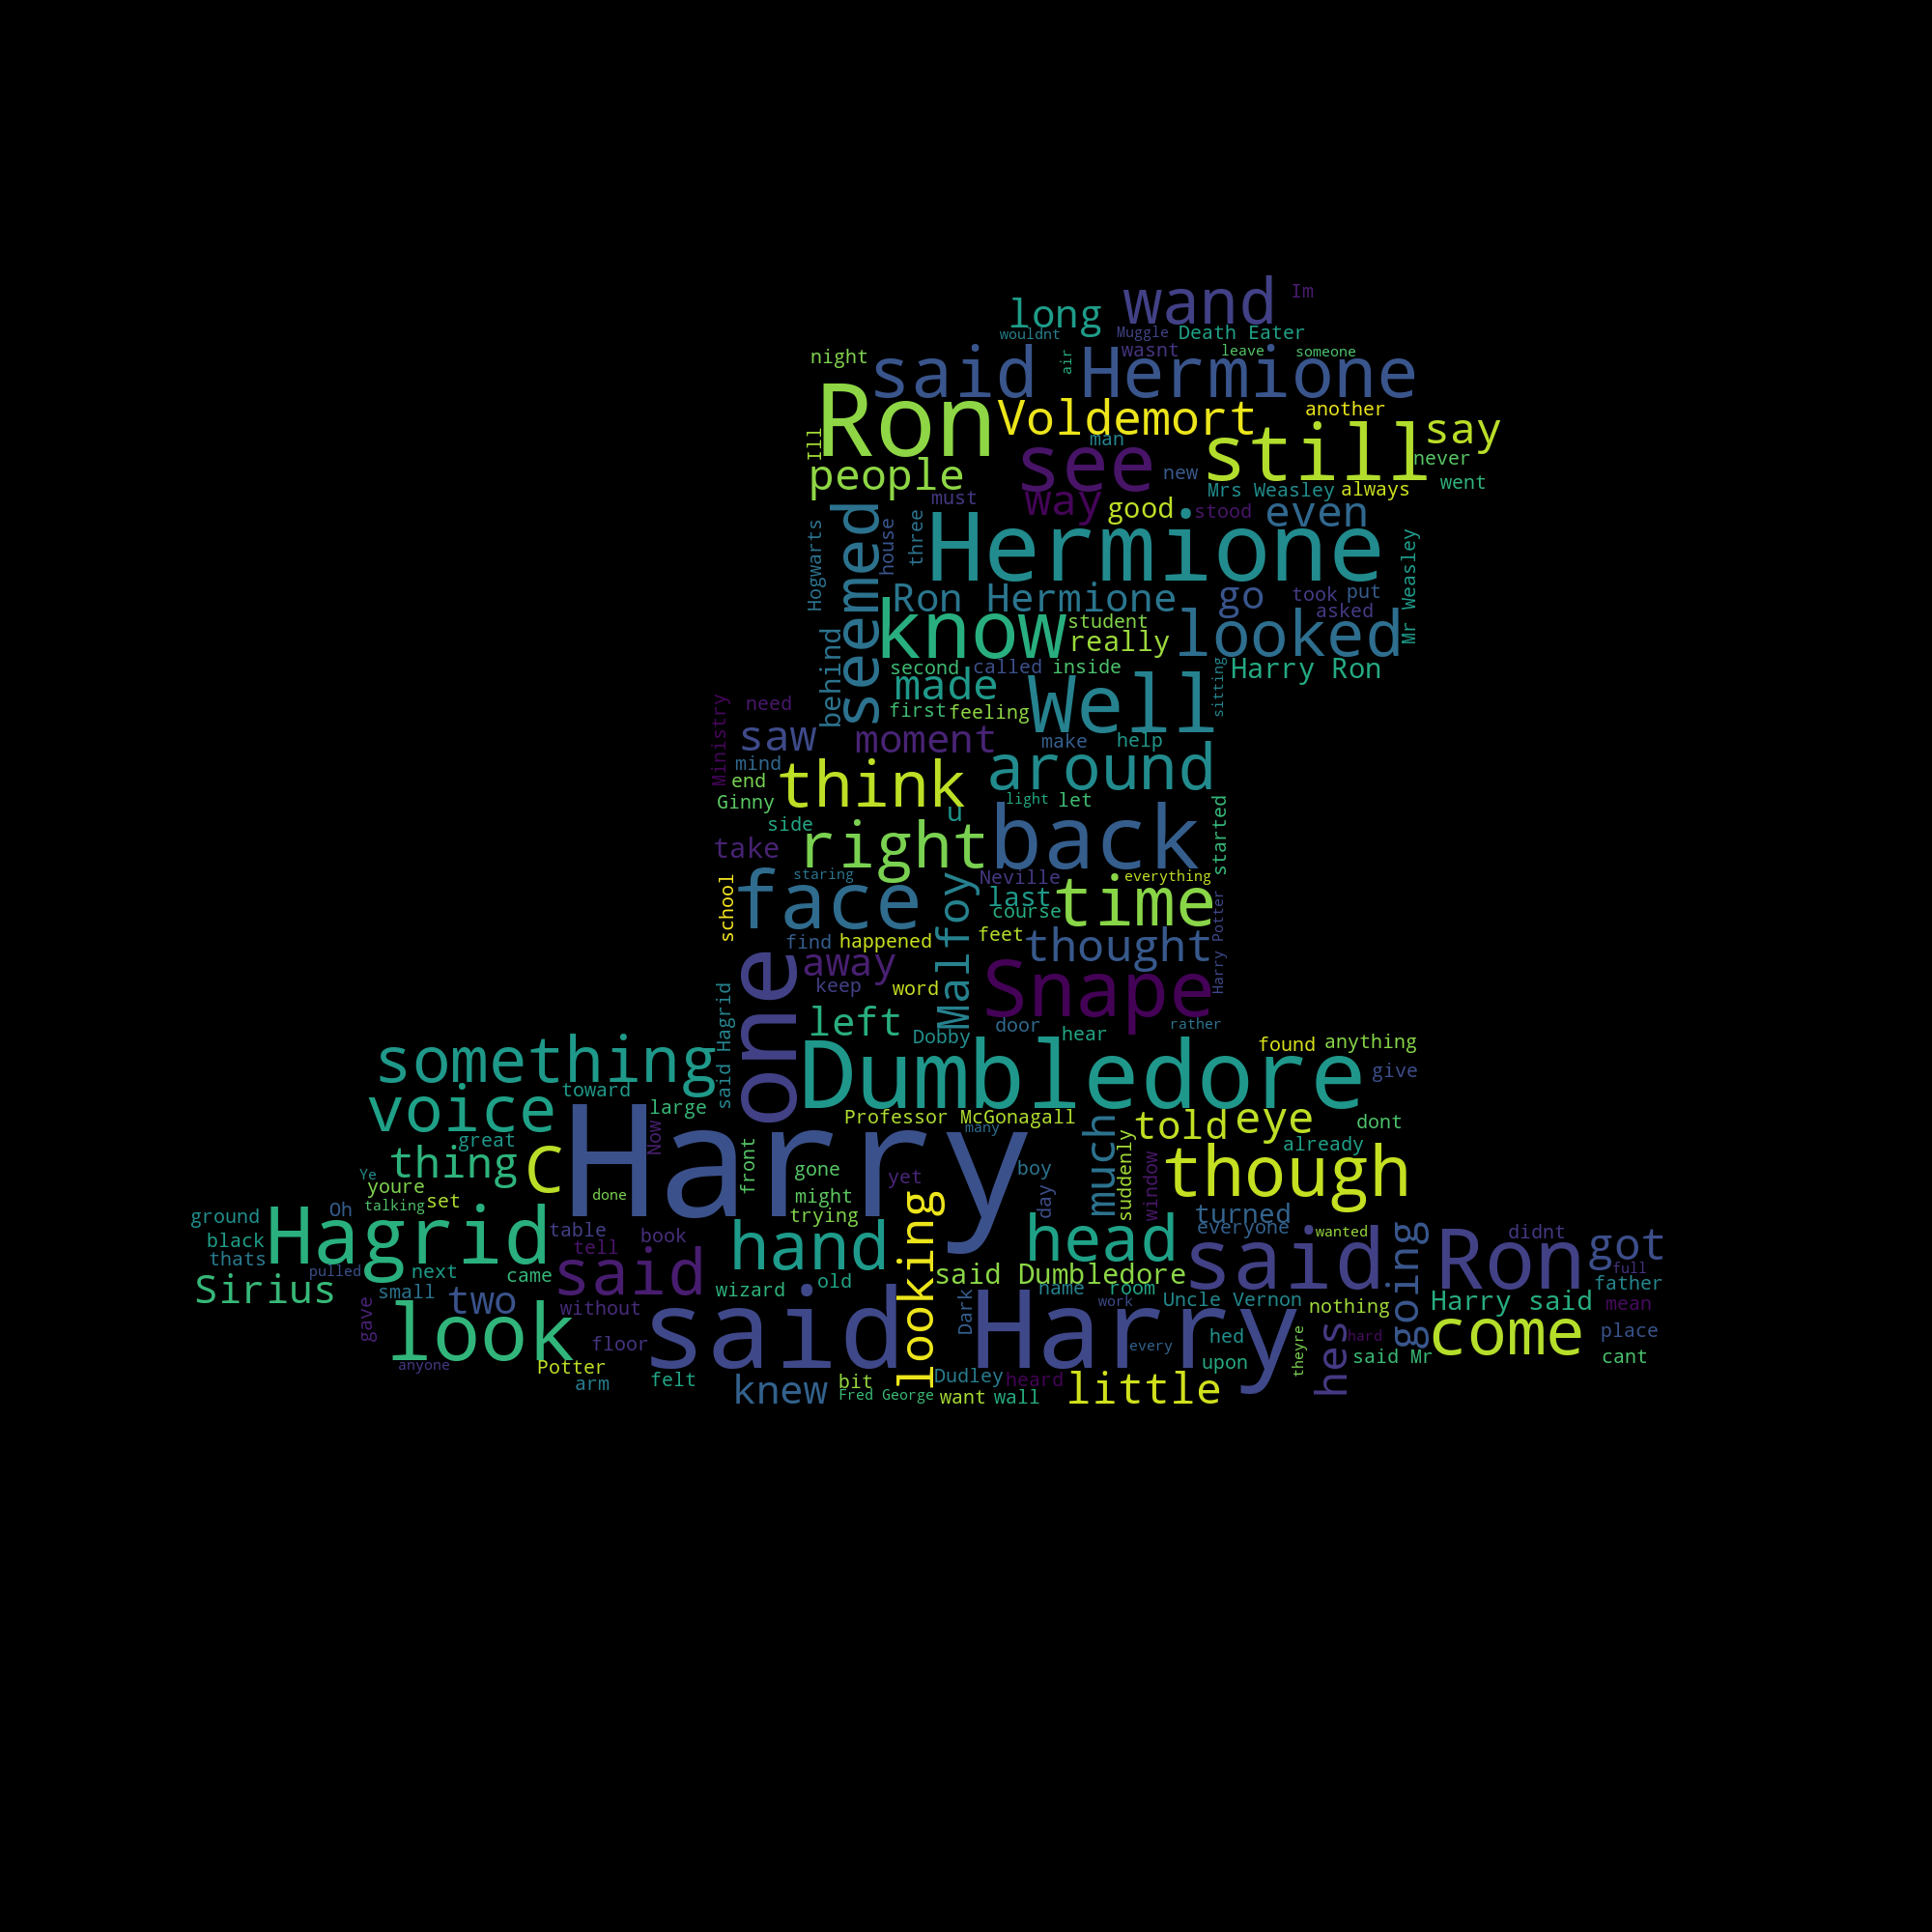 wand Im
long
wouldnt Muggle Death Eater
night said Hermione air wasnt leave someone
Ron Voldemort another
Ill people see man still say
new never
way Mrs Weasley always went
must good stood even
Hogwarts seemed house three Hermione Mr Weasley
Ron Hermione go took put
asked
behind know student looked
really
second called inside sitting Harry Ron
made Well
first feeling
Ministry need
saw moment make help
mind around
end think
Ginny light let
side u back started
take right
staring Neville everything
school face Malfoy last time
course Harry Potter
find happened feet thought
one away Snape
keep word
said Hagrid left Dobby door hear rather
something Dumbledore found anything
toward give
voice Harry large Professor McGonagall much told eye dont
great Now many already
thing c front gone yet boy suddenly window though
Ye youre
talking set done might day turned
ground Oh trying everyone wanted
black Hagrid table book hand looking head said Ron didnt got
thats tell going
pulled next came said said Dumbledore full
Sirius small wizard old name room father
gave two without Dark work Uncle Vernon nothing Harry said mean
look floor said Harry hed theyre hes hard come place
every said Mr cant
anyone Potter upon
arm felt knew bit Dudley heard little
Fred George want wall